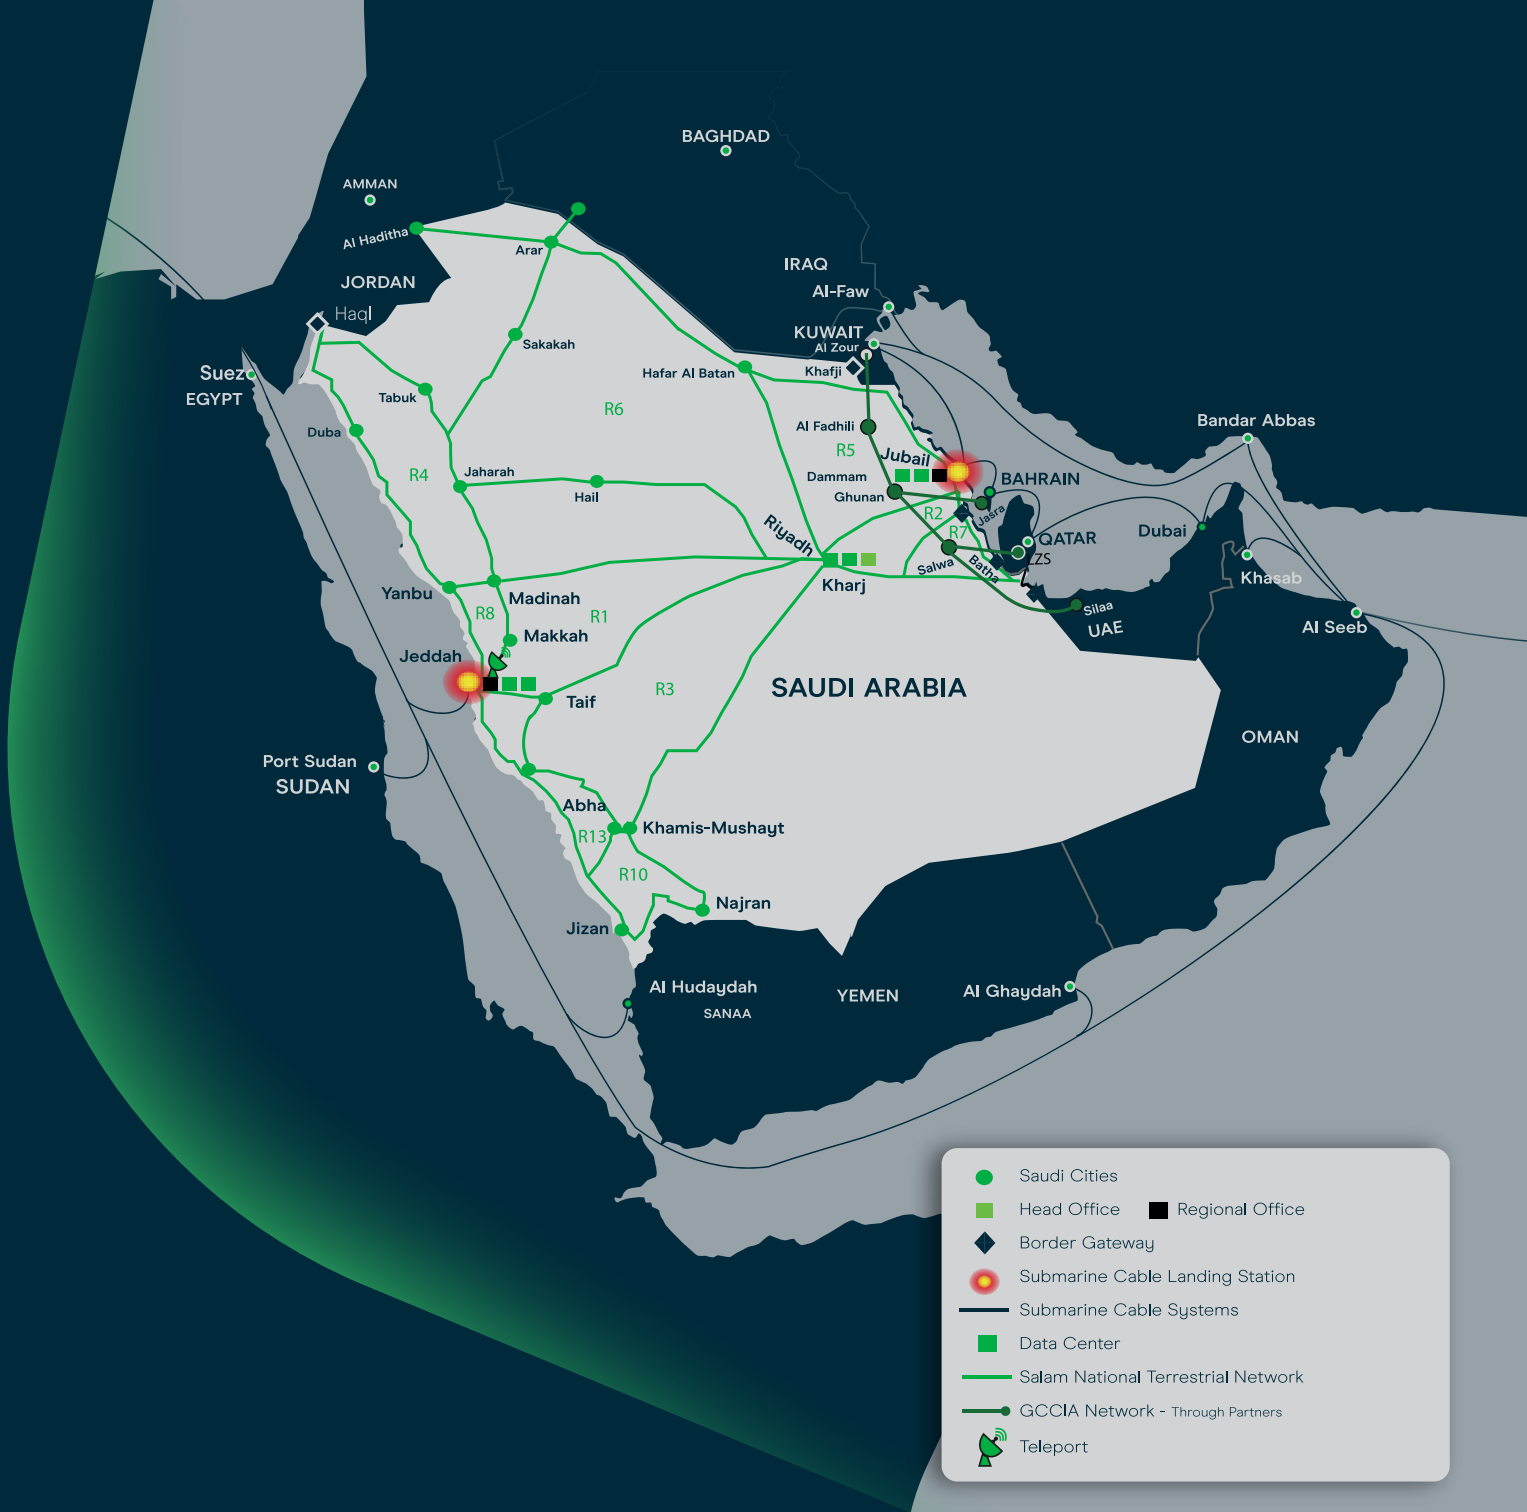 BAGHDAD
AMMAN
Al Haditha
Arar
IRAQ
JORDAN
Al-Faw
Haql
KUWAIT
Al Zour
Sakakah
Khafji
Hafar Al Batan
Suez
EGYPT
Tabuk
R6
Bandar Abbas
Duba
Al Fadhili
R5
Jubail
R4
Jaharah
Dammam
BAHRAIN
Hail
Ghunan
R2
Jasra
Riyadh
R7
Dubai
QATAR
LZS
Salwa
Batha
Khasab
Kharj
Yanbu
Madinah
R8
R1
Silaa
UAE
Al Seeb
Makkah
Jeddah
R3
SAUDI ARABIA
Taif
OMAN
Port Sudan
SUDAN
Abha
R13
Khamis-Mushayt
R10
Najran
Jizan
Al Hudaydah
SANAA
YEMEN
Al Ghaydah
Saudi Cities
Head Office
Regional Office
Border Gateway
Submarine Cable Landing Station
Submarine Cable Systems
Data Center
Salam National Terrestrial Network
GCCIA Network - Through Partners
Teleport